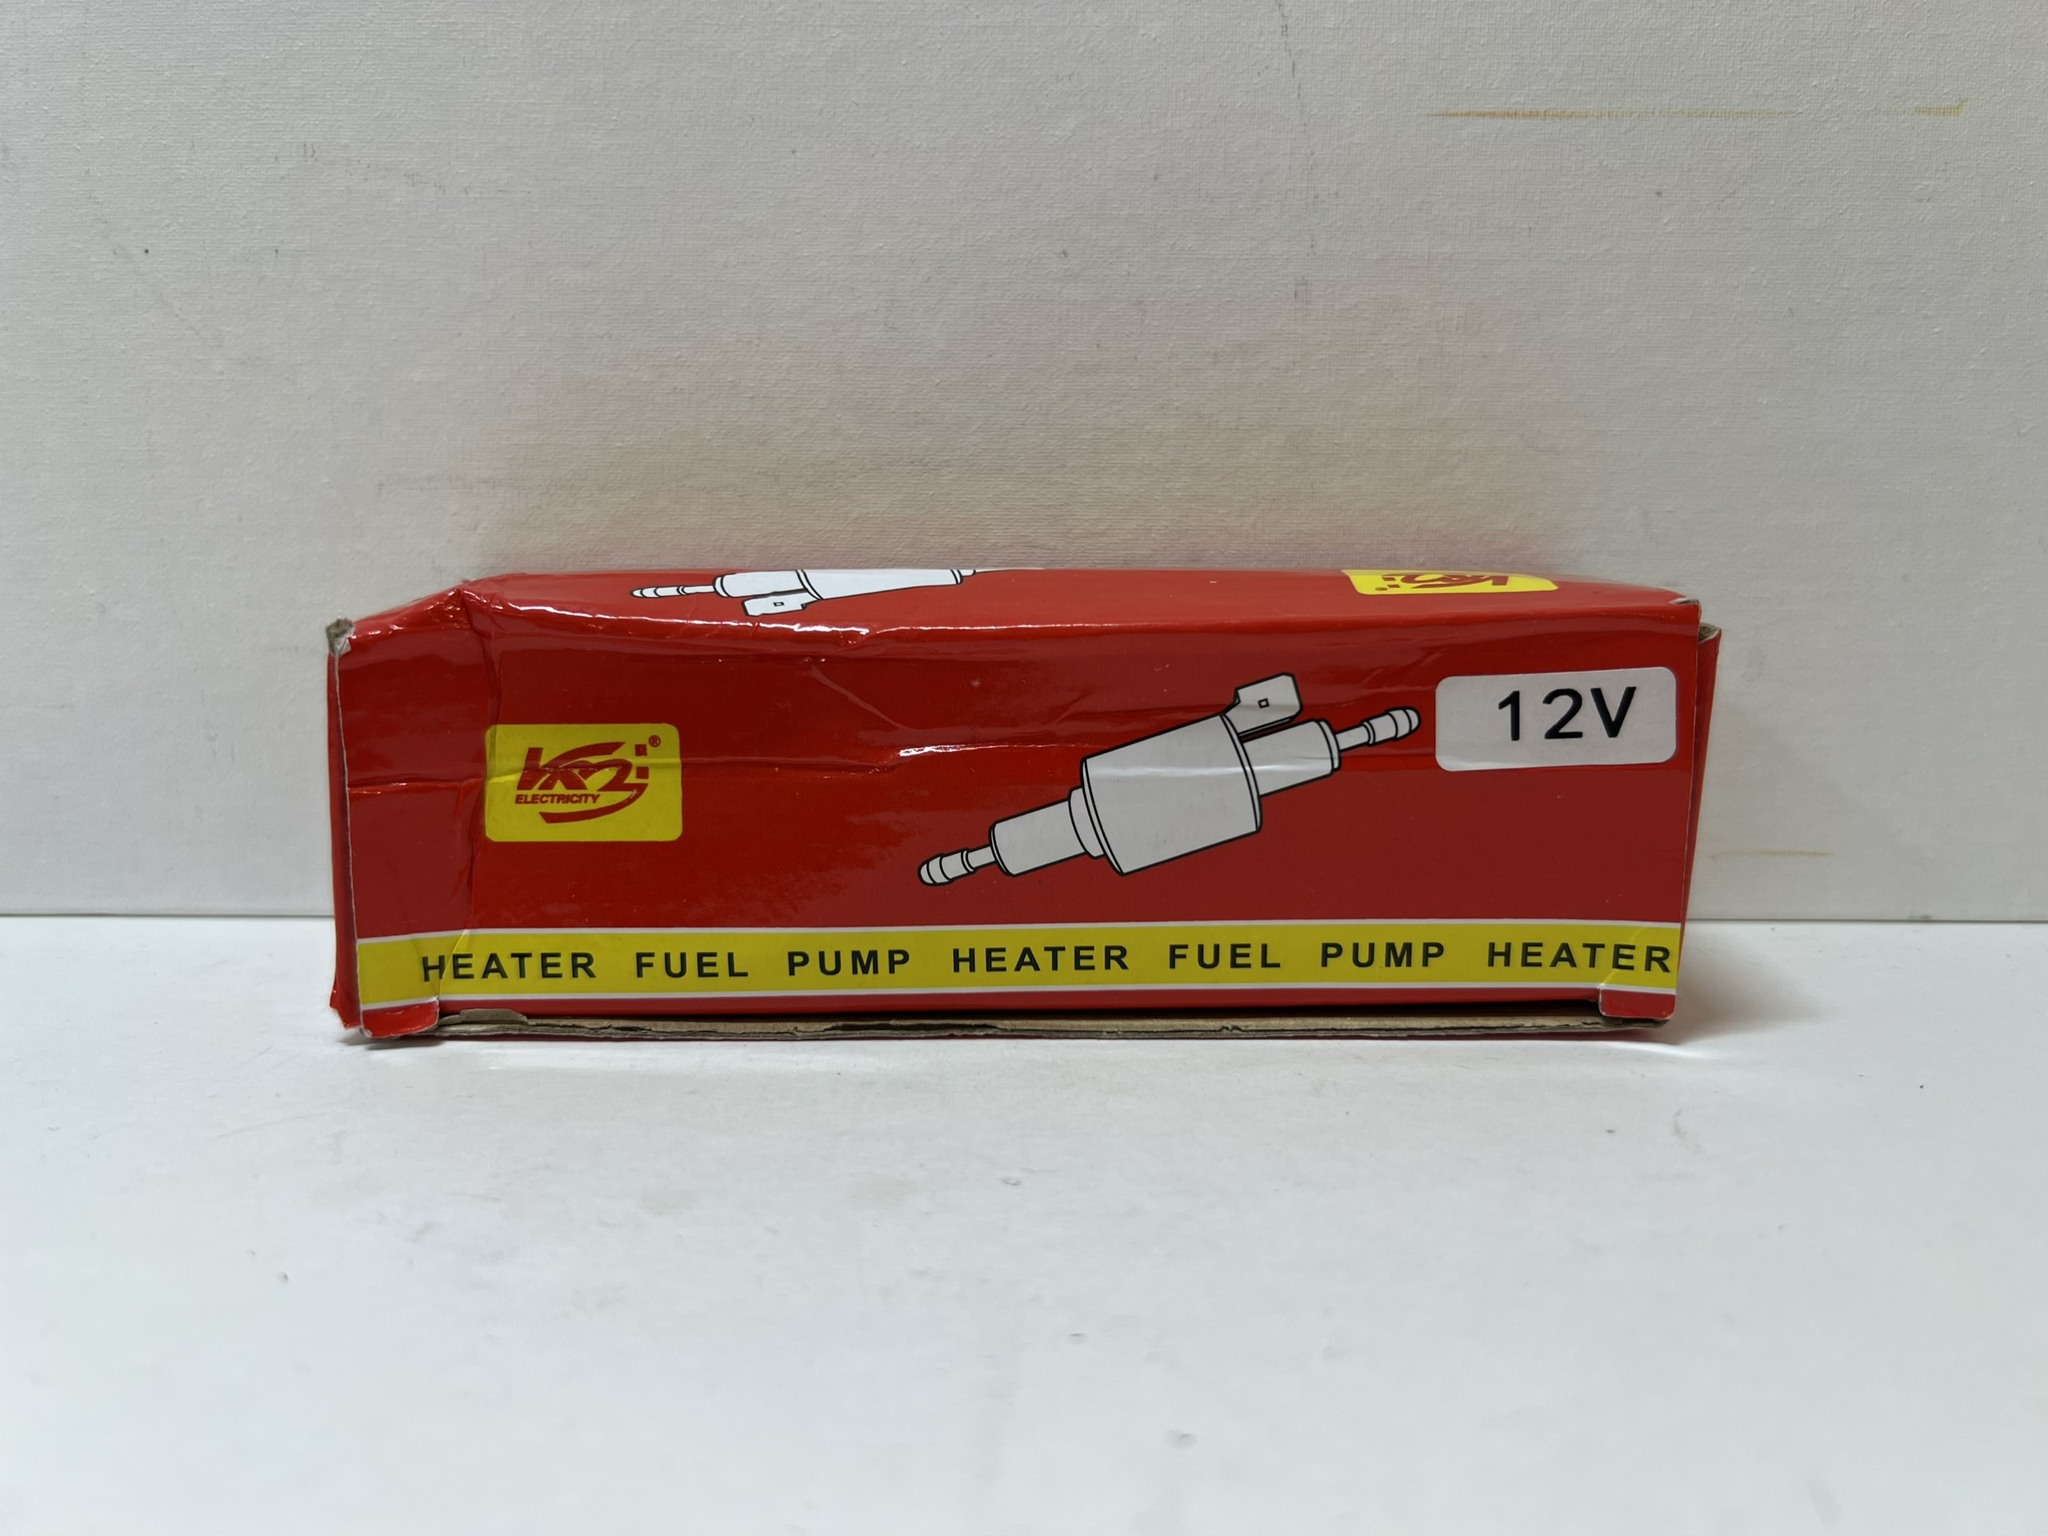 12V
®
ELECTRICITY
HEATER FUEL PUMP HEATER FUEL PUMP HEATER